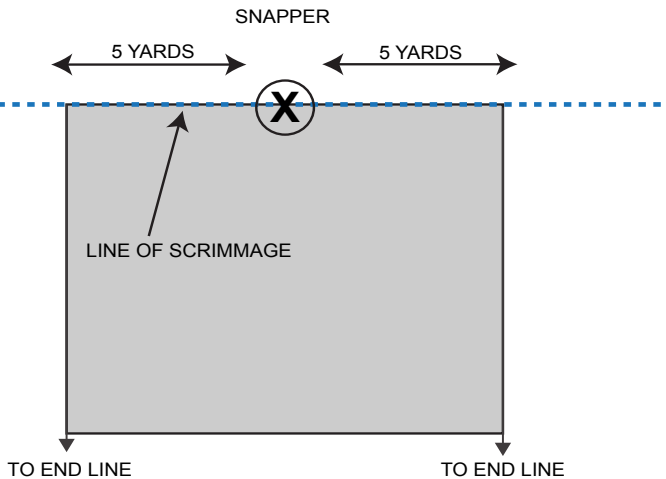 SNAPPER
5 YARDS
5 YARDS
X
LINE OF SCRIMMAGE
TO END LINE
TO END LINE